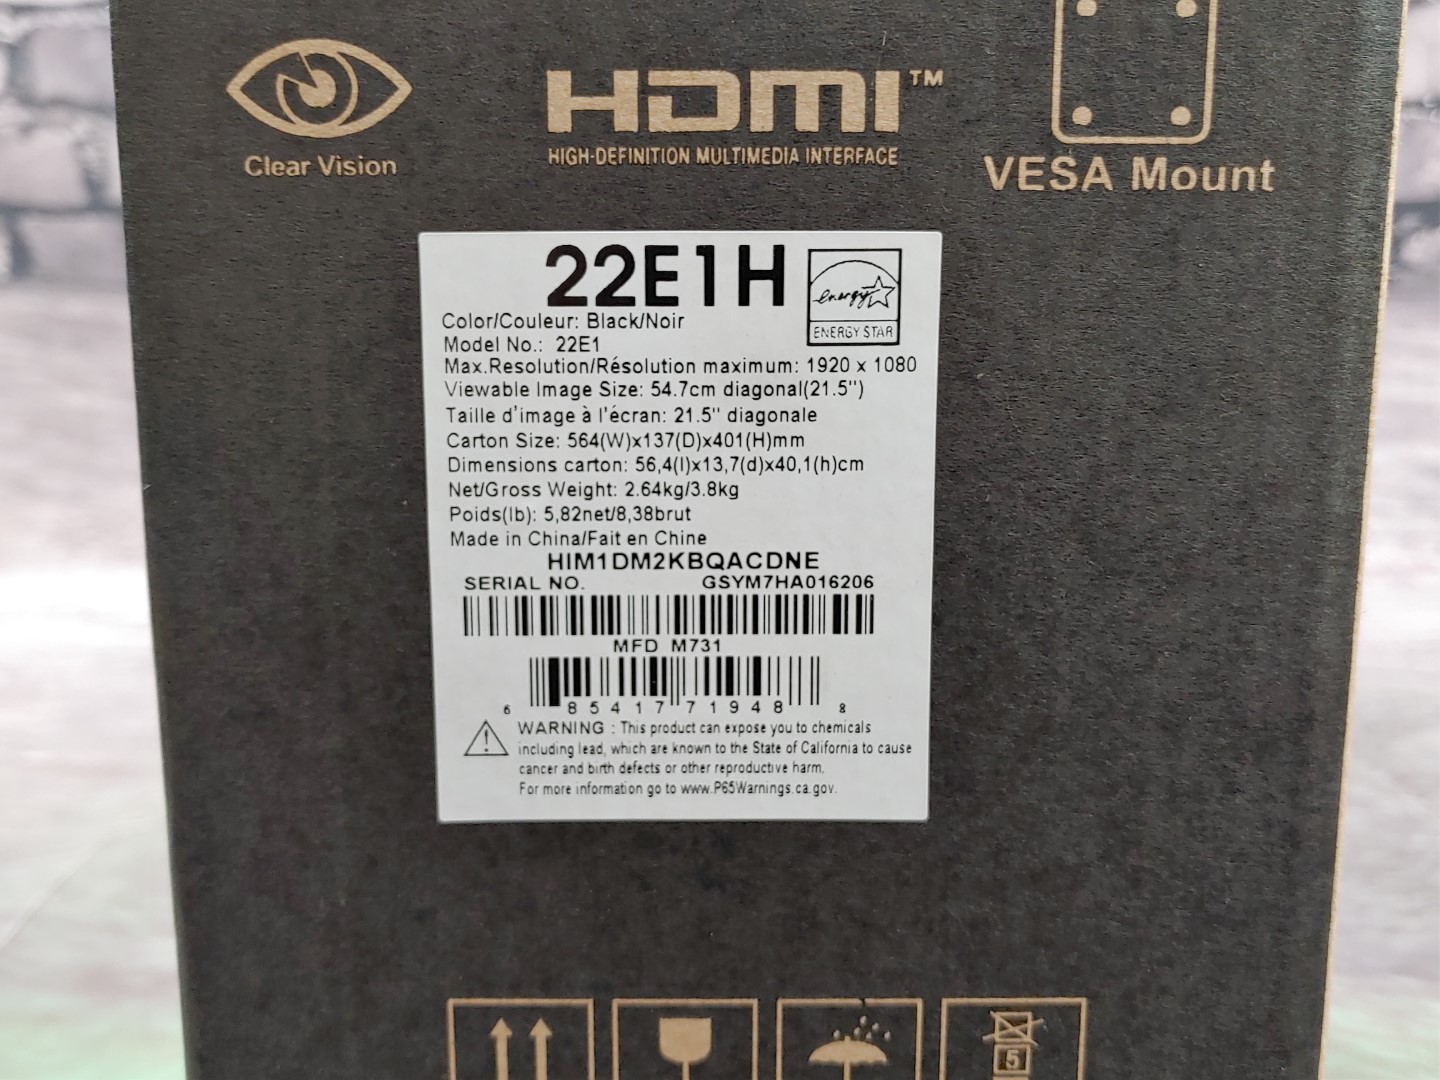 Clear Vision
HDMI™
HIGH-DEFINITION MULTIMEDIA INTERFACE
VESA Mount
22E1H
energy
ENERGY STAR
Color/Couleur: Black/Noir
Model No.: 22E1
Max.Resolution/Résolution maximum: 1920 x 1080
Viewable Image Size: 54.7cm diagonal(21.5'')
Taille d'image à l'écran: 21.5'' diagonale
Carton Size: 564(W)x137(D)x401(H)mm
Dimensions carton: 56,4(l)x13,7(d)x40,1(h)cm
Net/Gross Weight: 2.64kg/3.8kg
Poids(lb): 5,82net/8,38brut
Made in China/Fait en Chine
HIM1DM2KBQACDNE
SERIAL NO. GSYM7HA016206
MFD M731
6 85417 71948 8
WARNING : This product can expose you to chemicals
including lead, which are known to the State of California to cause
cancer and birth defects or other reproductive harm.
For more information go to www.P65Warnings.ca.gov.
5